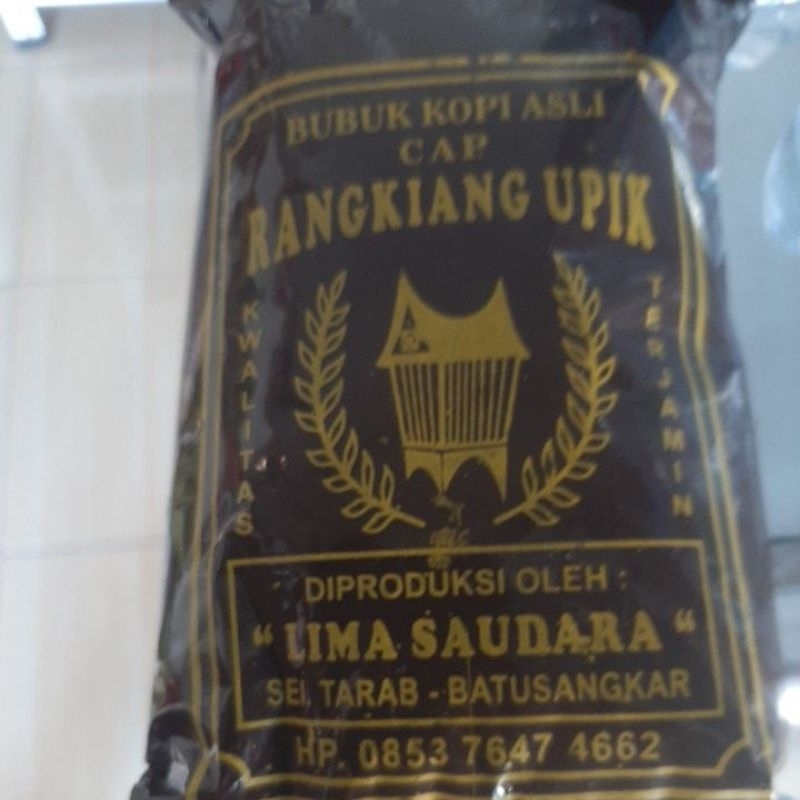 BUBUK KOPI ASLI
CAP
RANGKIANG UPIK
KWALITAS
TERJAMIN
DIPRODUKSI OLEH :
“ LIMA SAUDARA “
SEI. TARAB - BATUSANGKAR
HP. 0853 7647 4662